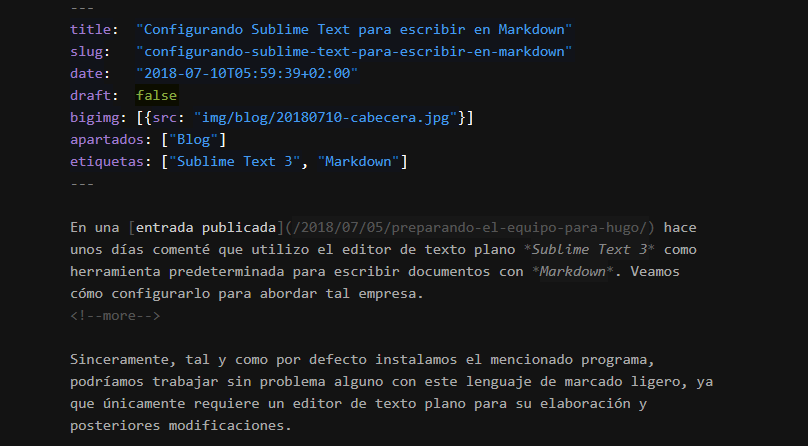 ---
title:  "Configurando Sublime Text para escribir en Markdown"
slug:   "configurando-sublime-text-para-escribir-en-markdown"
date:   "2018-07-10T05:59:39+02:00"
draft:  false
bigimg: [{src: "img/blog/20180710-cabecera.jpg"}]
apartados: ["Blog"]
etiquetas: ["Sublime Text 3", "Markdown"]
---

En una [entrada publicada](/2018/07/05/preparando-el-equipo-para-hugo/) hace
unos días comenté que utilizo el editor de texto plano *Sublime Text 3* como
herramienta predeterminada para escribir documentos con *Markdown*. Veamos
cómo configurarlo para abordar tal empresa.
<!--more-->

Sinceramente, tal y como por defecto instalamos el mencionado programa,
podríamos trabajar sin problema alguno con este lenguaje de marcado ligero, ya
que únicamente requiere un editor de texto plano para su elaboración y
posteriores modificaciones.